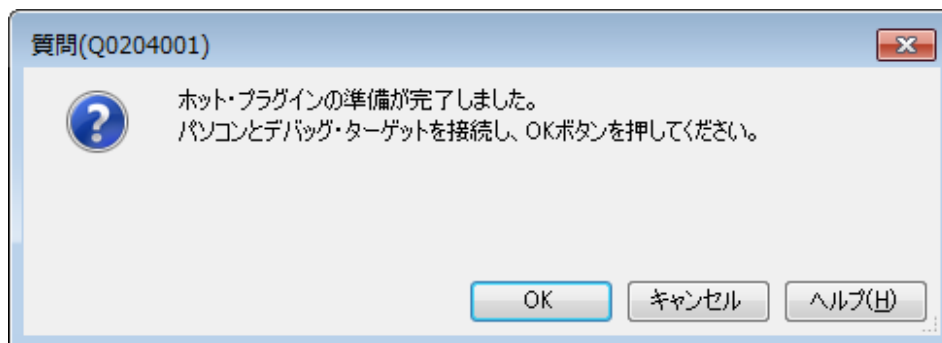 質問(Q0204001)
ホット・プラグインの準備が完了しました。
パソコンとデバッグ・ターゲットを接続し、OKボタンを押してください。
OK
キャンセル
ヘルプ(H)